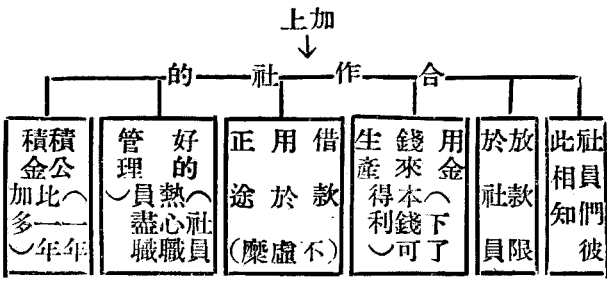 加上
合作社的
社員們彼
此相知
放款限
於社員
用金錢來生產
(下了本錢可得利)
借款用於正途
(不虛糜)
好的管理
(社員熱心職員盡職)
積公積金
(一年比一年加多)